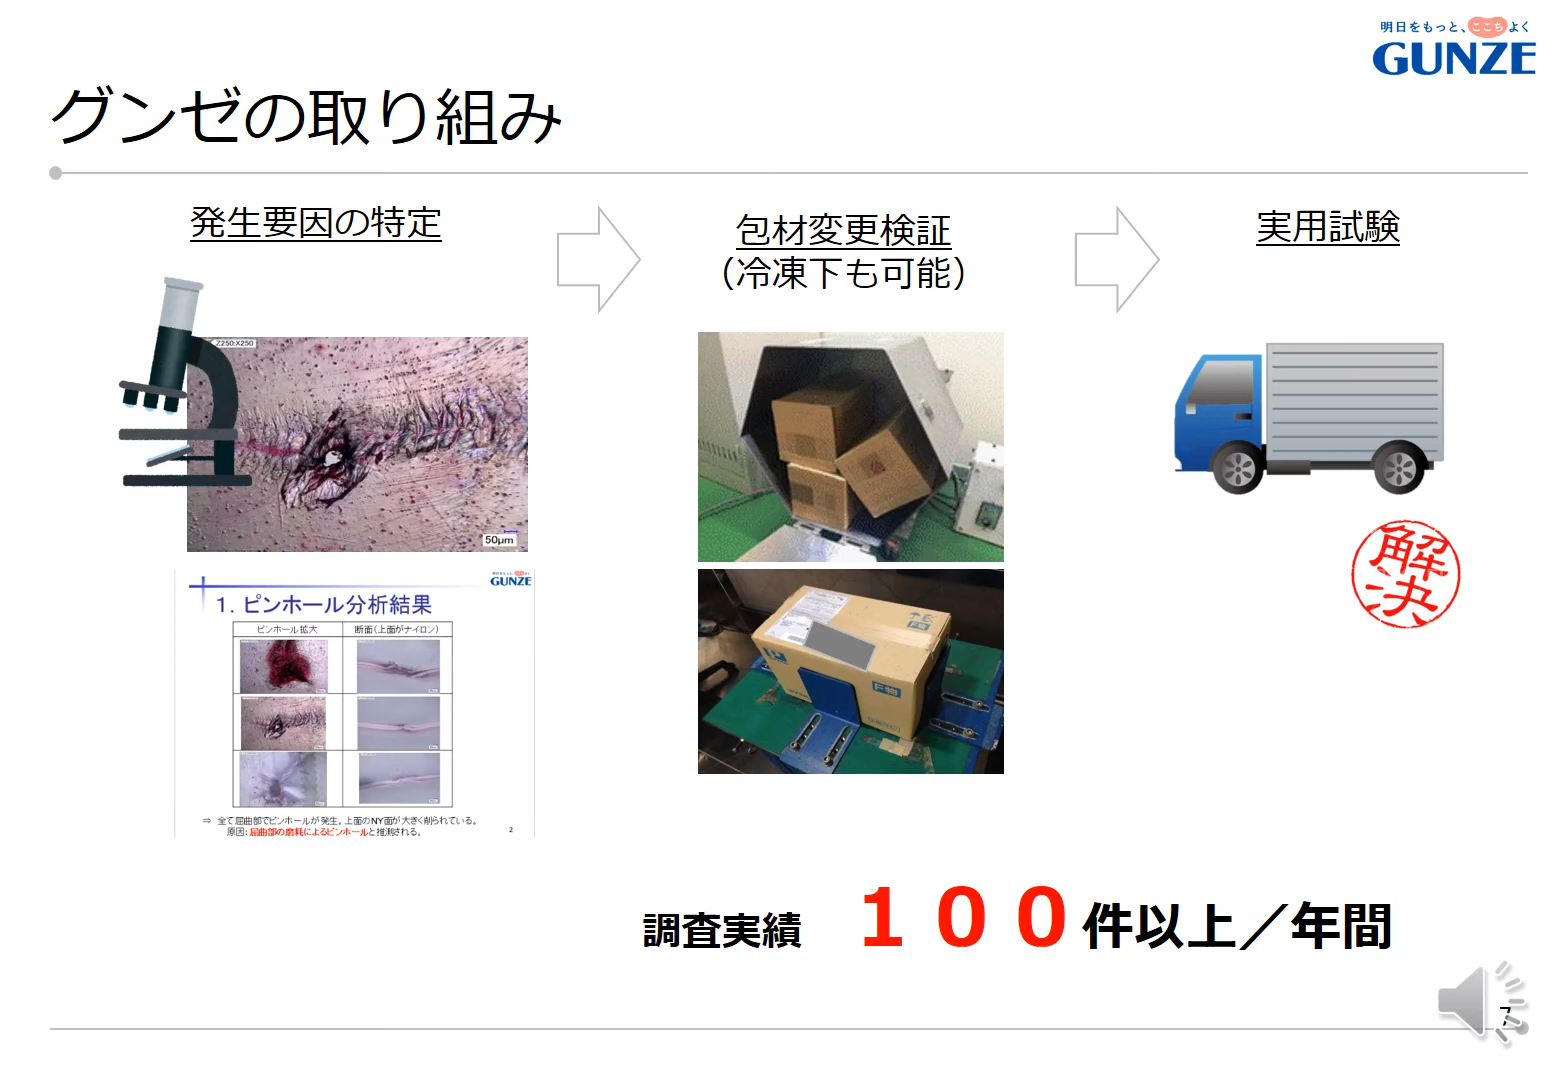 明日をもっと、ここちよく
GUNZE
グンゼの取り組み
発生要因の特定
包材変更検証
（冷凍下も可能）
実用試験
Z250:X250
50μm
GUNZE
1. ピンホール分析結果
ピンホール拡大
断面(上面がナイロン)
⇒ 全て屈曲部でピンホールが発生。上面のNY面が大きく削られている。
原因：屈曲部の磨耗によるピンホールと推測される。
2
解決
調査実績 １００件以上／年間
7